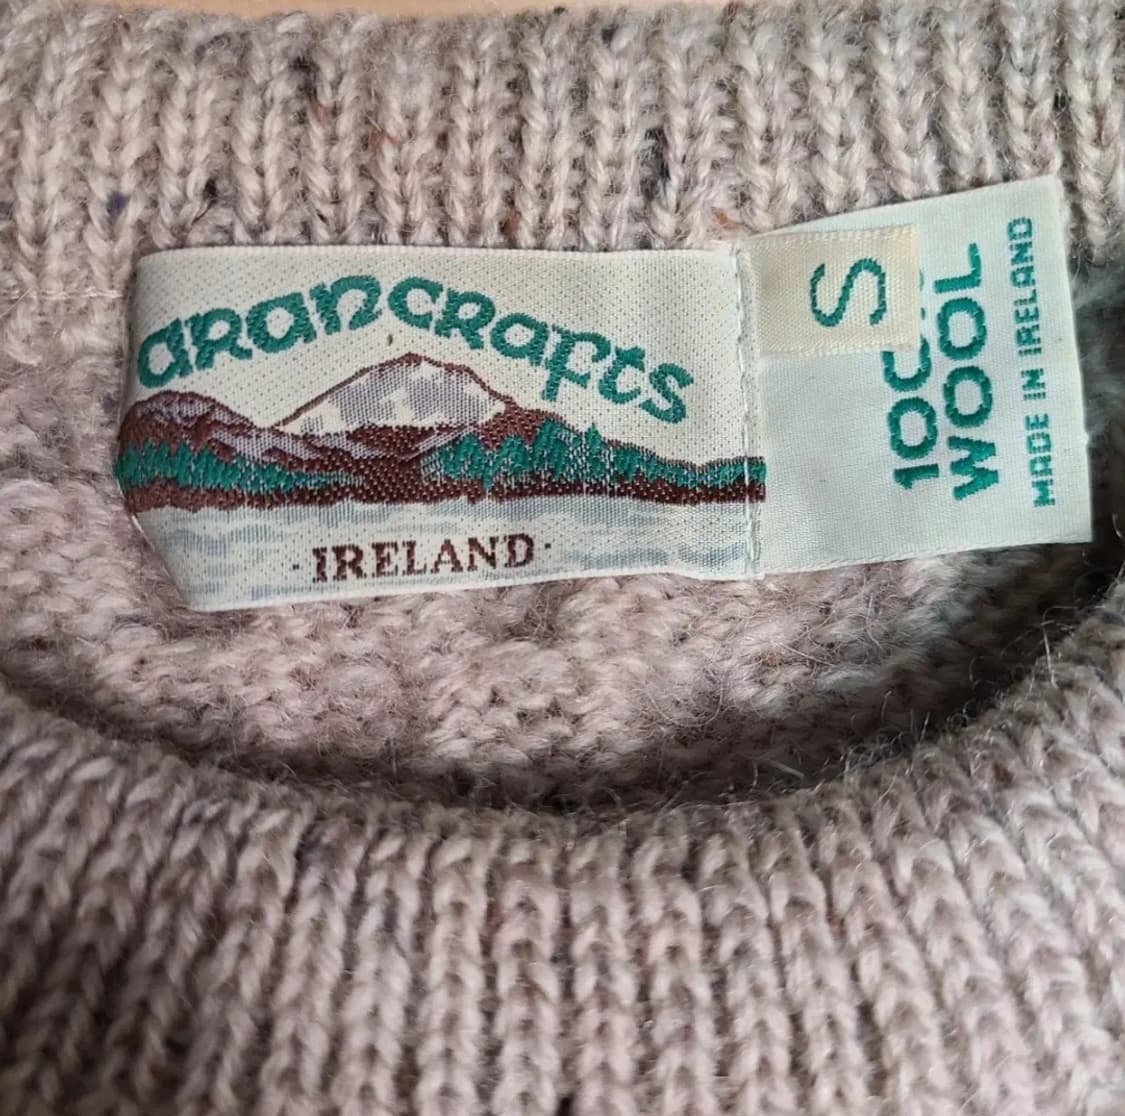 arancrafts
· IRELAND ·
S
100%
WOOL
MADE IN IRELAND